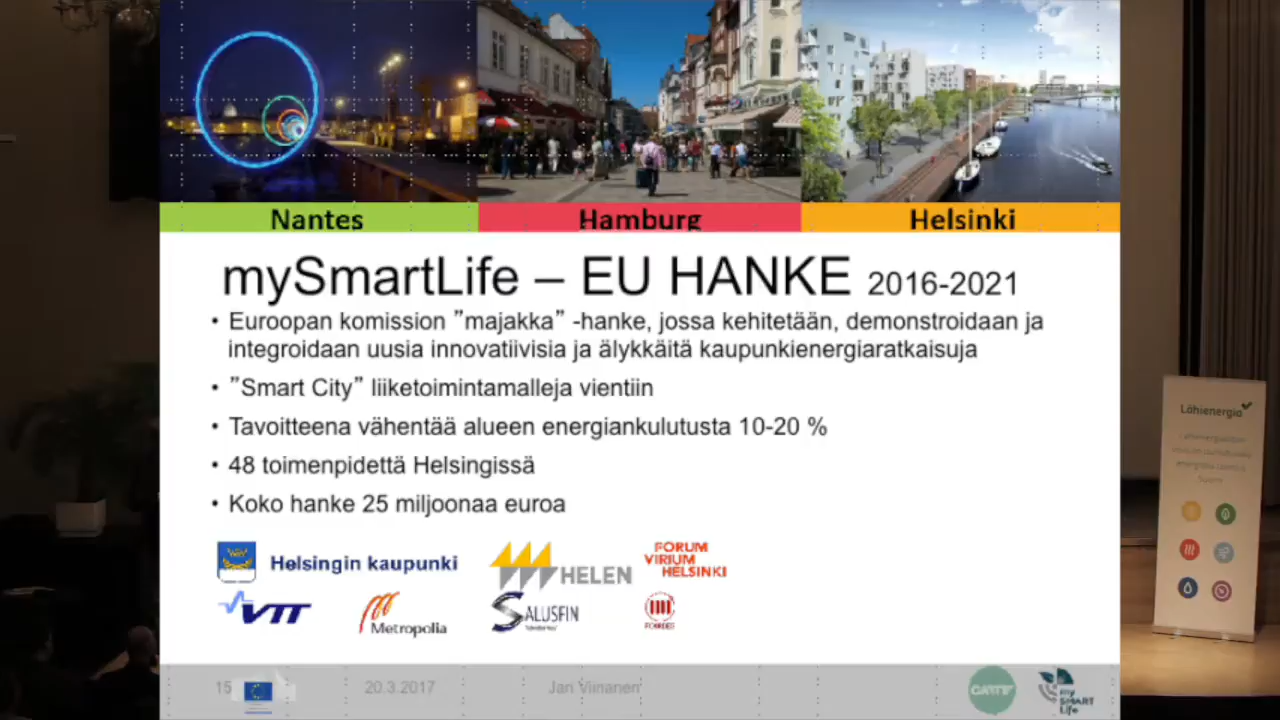 Nantes
Hamburg
Helsinki
mySmartLife – EU HANKE 2016-2021
• Euroopan komission ”majakka” -hanke, jossa kehitetään, demonstroidaan ja
integroidaan uusia innovatiivisia ja älykkäitä kaupunkienergiaratkaisuja
• ”Smart City” liiketoimintamalleja vientiin
• Tavoitteena vähentää alueen energiankulutusta 10-20 %
• 48 toimenpidettä Helsingissä
• Koko hanke 25 miljoonaa euroa
Helsingin kaupunki
HELEN
FORUM
VIRIUM
HELSINKI
VTT
Metropolia
SALUSFIN
FOURDEG
15
20.3.2017
Jan Viinanen
my
SMART
Life
Lähienergia